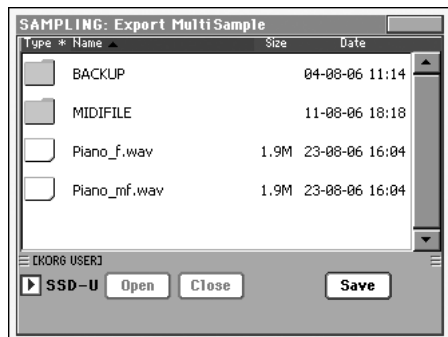 SAMPLING: Export MultiSample
Type * Name Size Date
BACKUP 04-08-06 11:14
MIDIFILE 11-08-06 18:18
Piano_f.wav 1.9M 23-08-06 16:04
Piano_mf.wav 1.9M 23-08-06 16:04
[KORG USER]
SSD-U Open Close Save